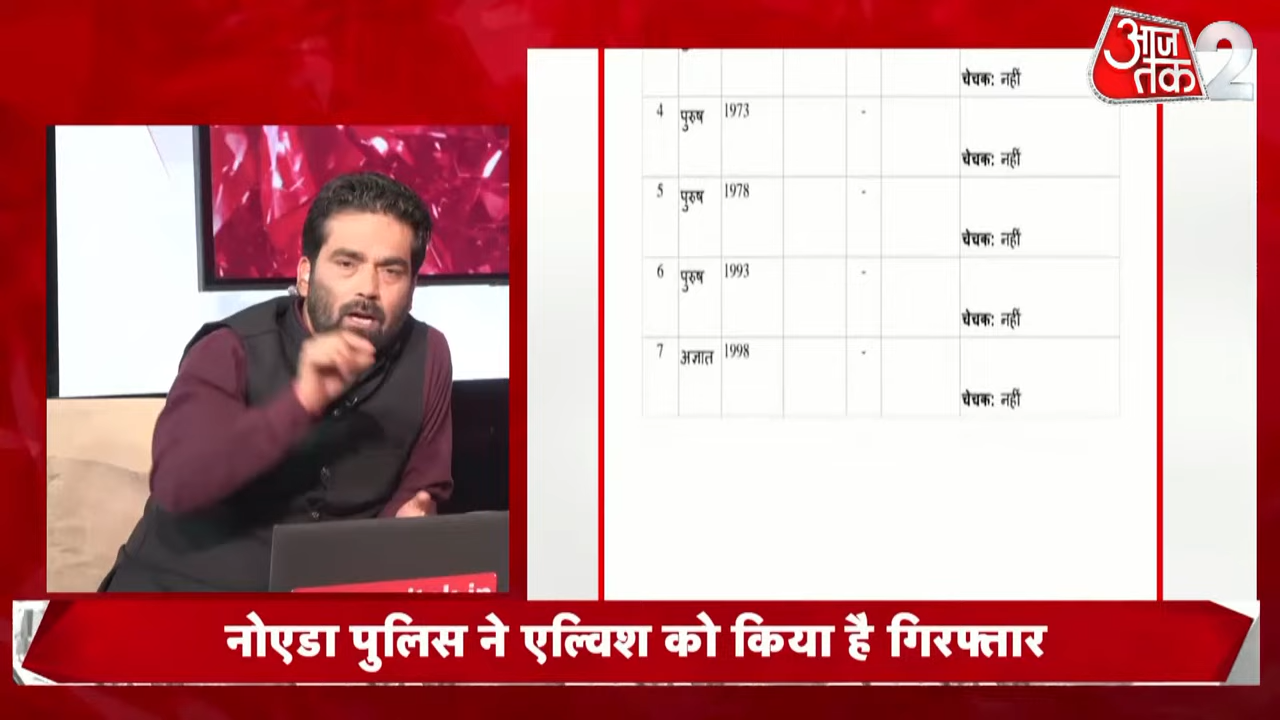 आज
तक 2
चेचक: नहीं
4 पुरुष 1973 -
चेचक: नहीं
5 पुरुष 1978 -
चेचक: नहीं
6 पुरुष 1993 -
चेचक: नहीं
7 अज्ञात 1998 -
चेचक: नहीं
नोएडा पुलिस ने एल्विश को किया है गिरफ्तार